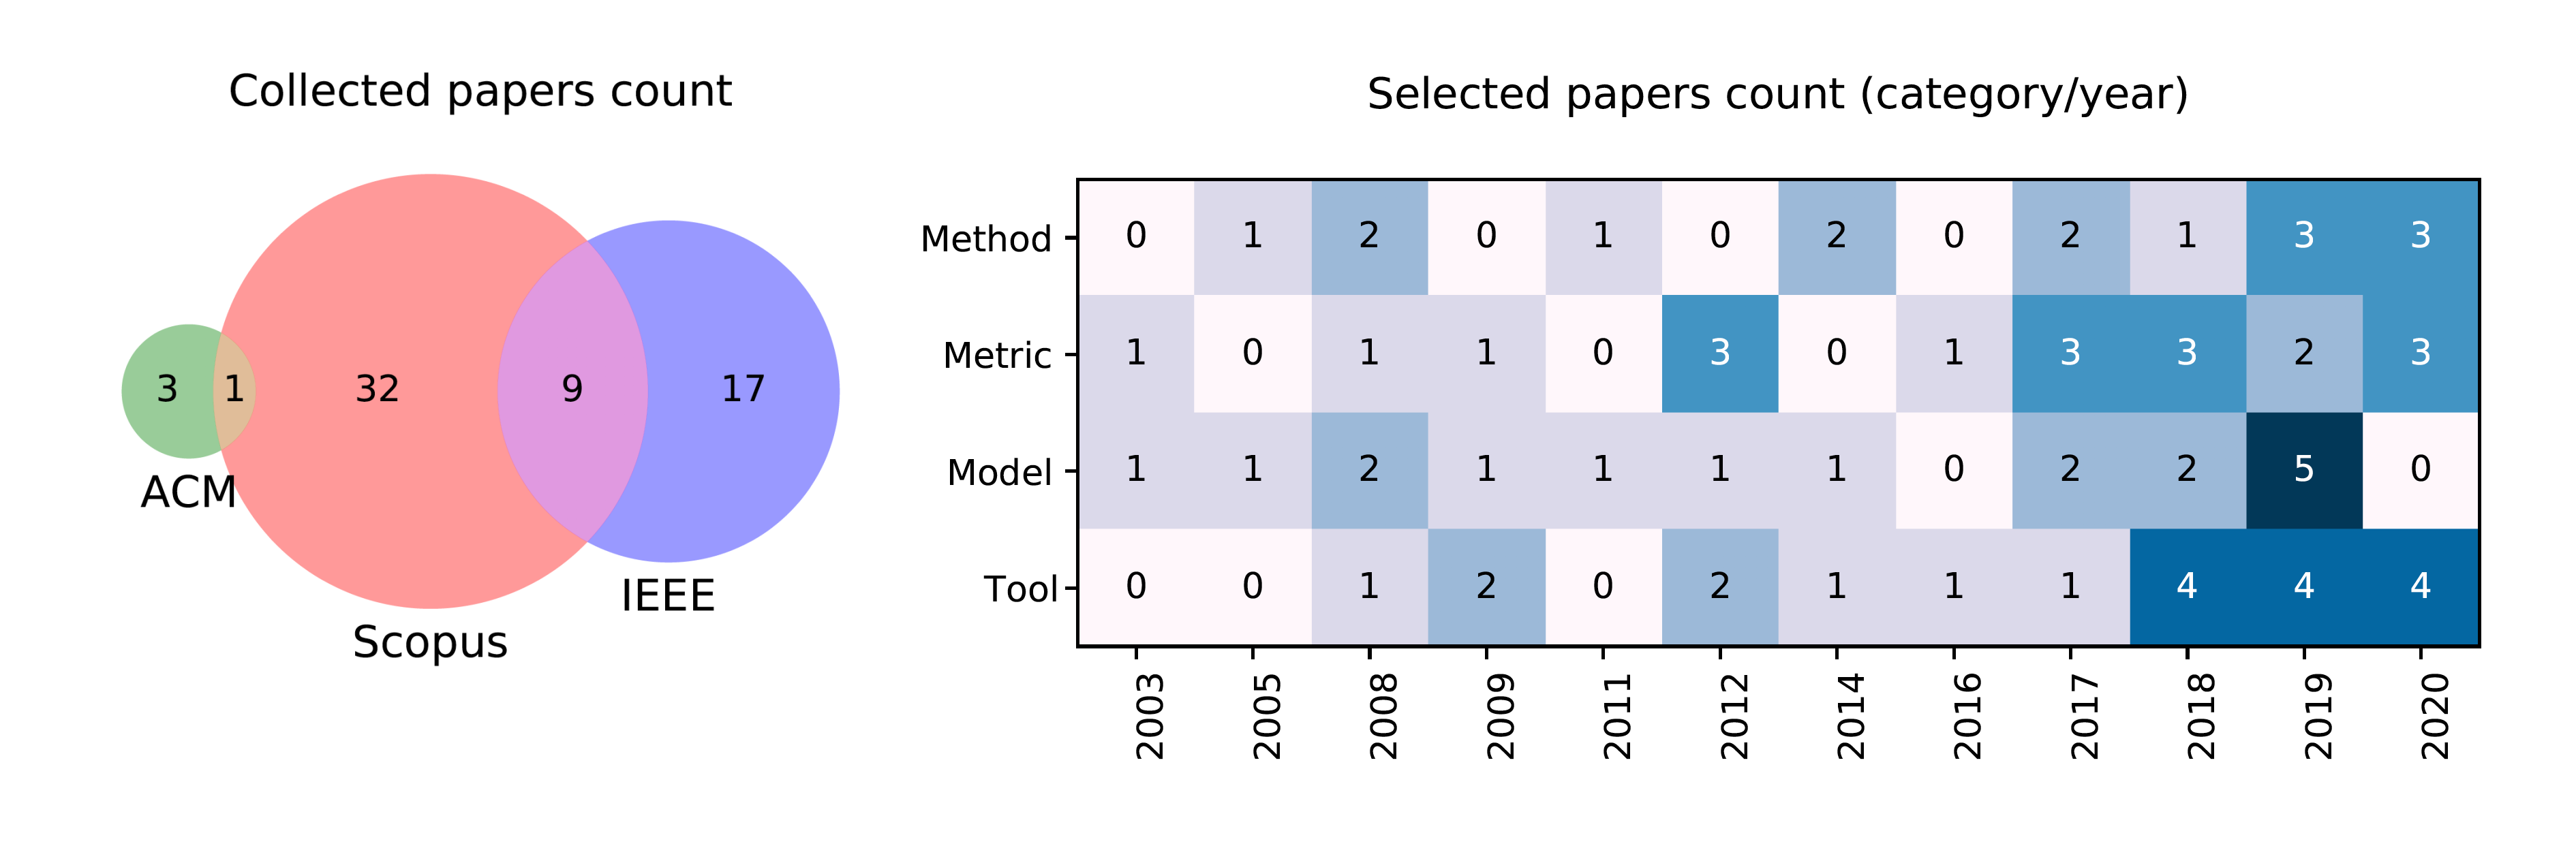 Collected papers count
3 1 32 9 17
ACM
IEEE
Scopus
Selected papers count (category/year)
Method 0 1 2 0 1 0 2 0 2 1 3 3
Metric 1 0 1 1 0 3 0 1 3 3 2 3
Model 1 1 2 1 1 1 1 0 2 2 5 0
Tool 0 0 1 2 0 2 1 1 1 4 4 4
2003 2005 2008 2009 2011 2012 2014 2016 2017 2018 2019 2020